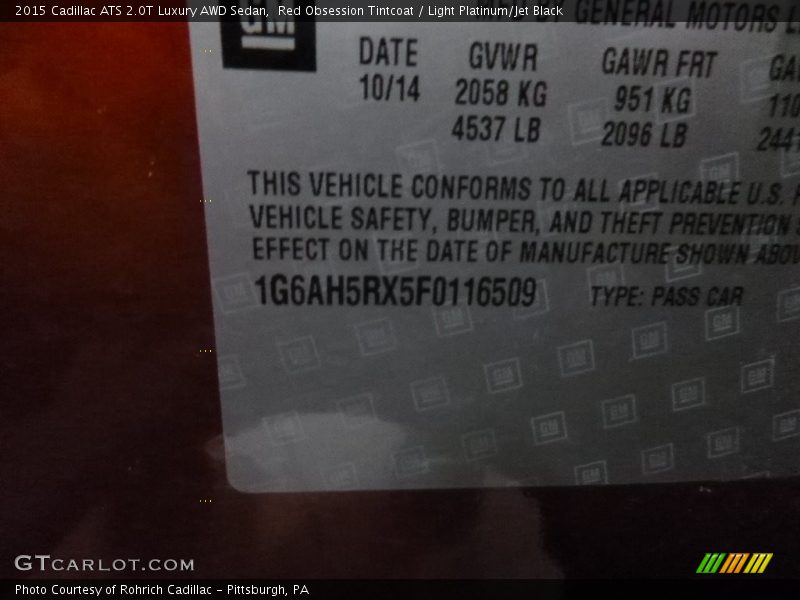 2015 Cadillac ATS 2.0T Luxury AWD Sedan, Red Obsession Tintcoat / Light Platinum/Jet Black
GM GENERAL MOTORS
DATE GVWR GAWR FRT
10/14 2058 KG 951 KG
4537 LB 2096 LB
THIS VEHICLE CONFORMS TO ALL APPLICABLE U.S.
VEHICLE SAFETY, BUMPER, AND THEFT PREVENTION
EFFECT ON THE DATE OF MANUFACTURE SHOWN
1G6AH5RX5F0116509 TYPE: PASS CAR
GTCARLOT.COM
Photo Courtesy of Rohrich Cadillac - Pittsburgh, PA